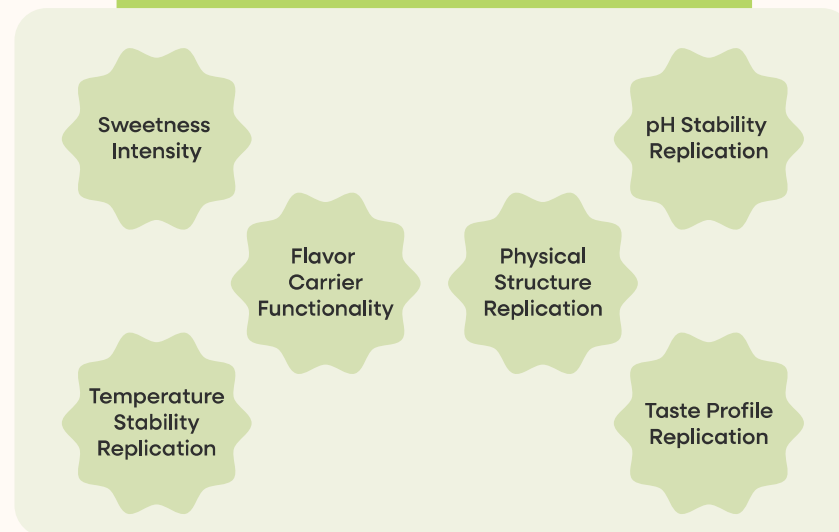 Sweetness
Intensity
pH Stability
Replication
Flavor
Carrier
Functionality
Physical
Structure
Replication
Temperature
Stability
Replication
Taste Profile
Replication